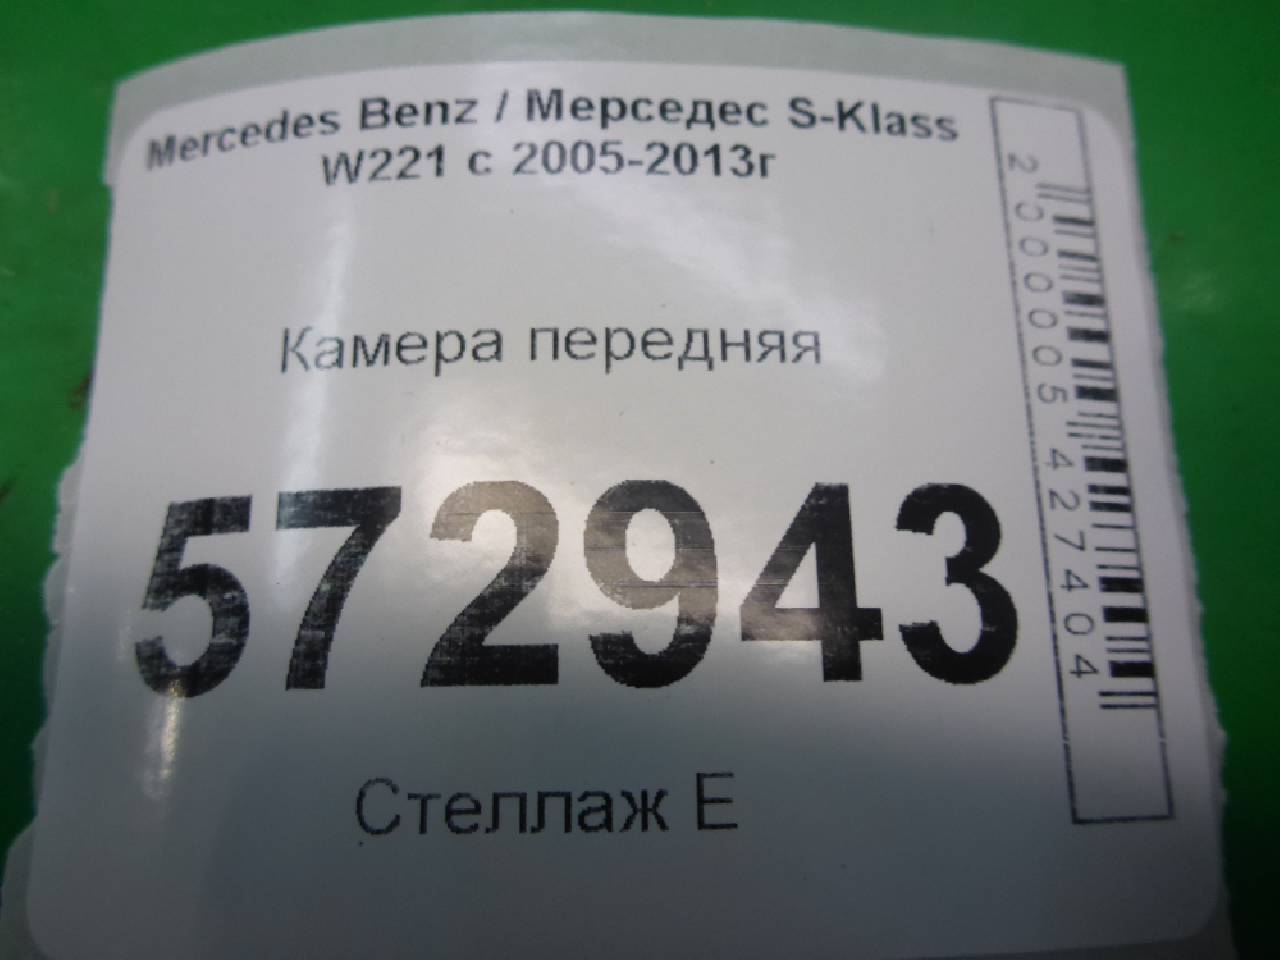 Mercedes Benz / Мерседес S-Klass
W221 с 2005-2013г
Камера передняя
572943
Стеллаж Е
2000005427404